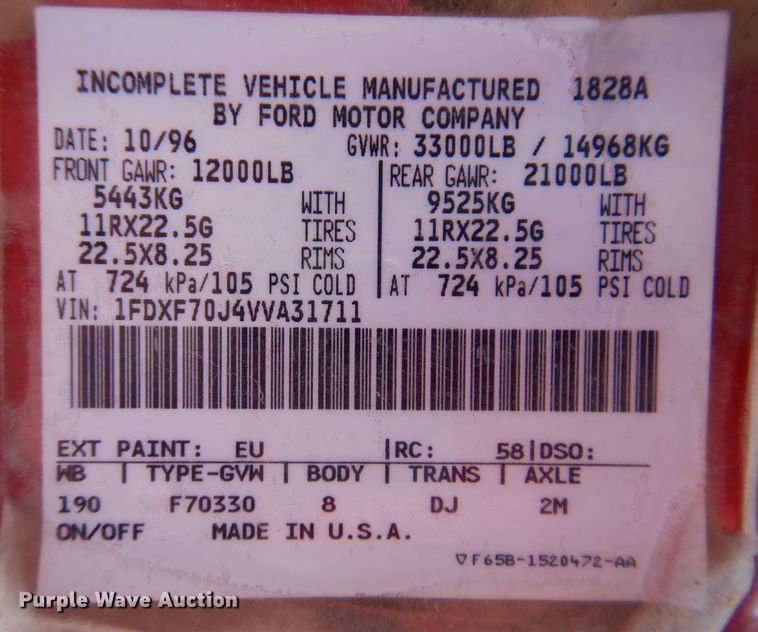 INCOMPLETE VEHICLE MANUFACTURED 1828A
BY FORD MOTOR COMPANY
DATE: 10/96 GVWR: 33000LB / 14968KG
FRONT GAWR: 12000LB REAR GAWR: 21000LB
5443KG WITH 9525KG WITH
11RX22.5G TIRES 11RX22.5G TIRES
22.5X8.25 RIMS 22.5X8.25 RIMS
AT 724 kPa/105 PSI COLD AT 724 kPa/105 PSI COLD
VIN: 1FDXF70J4VVA31711
EXT PAINT: EU |RC: 58|DSO:
WB | TYPE-GVW | BODY | TRANS | AXLE
190 F70330 8 DJ 2M
ON/OFF MADE IN U.S.A.
▽F65B-1520472-AA
Purple Wave Auction